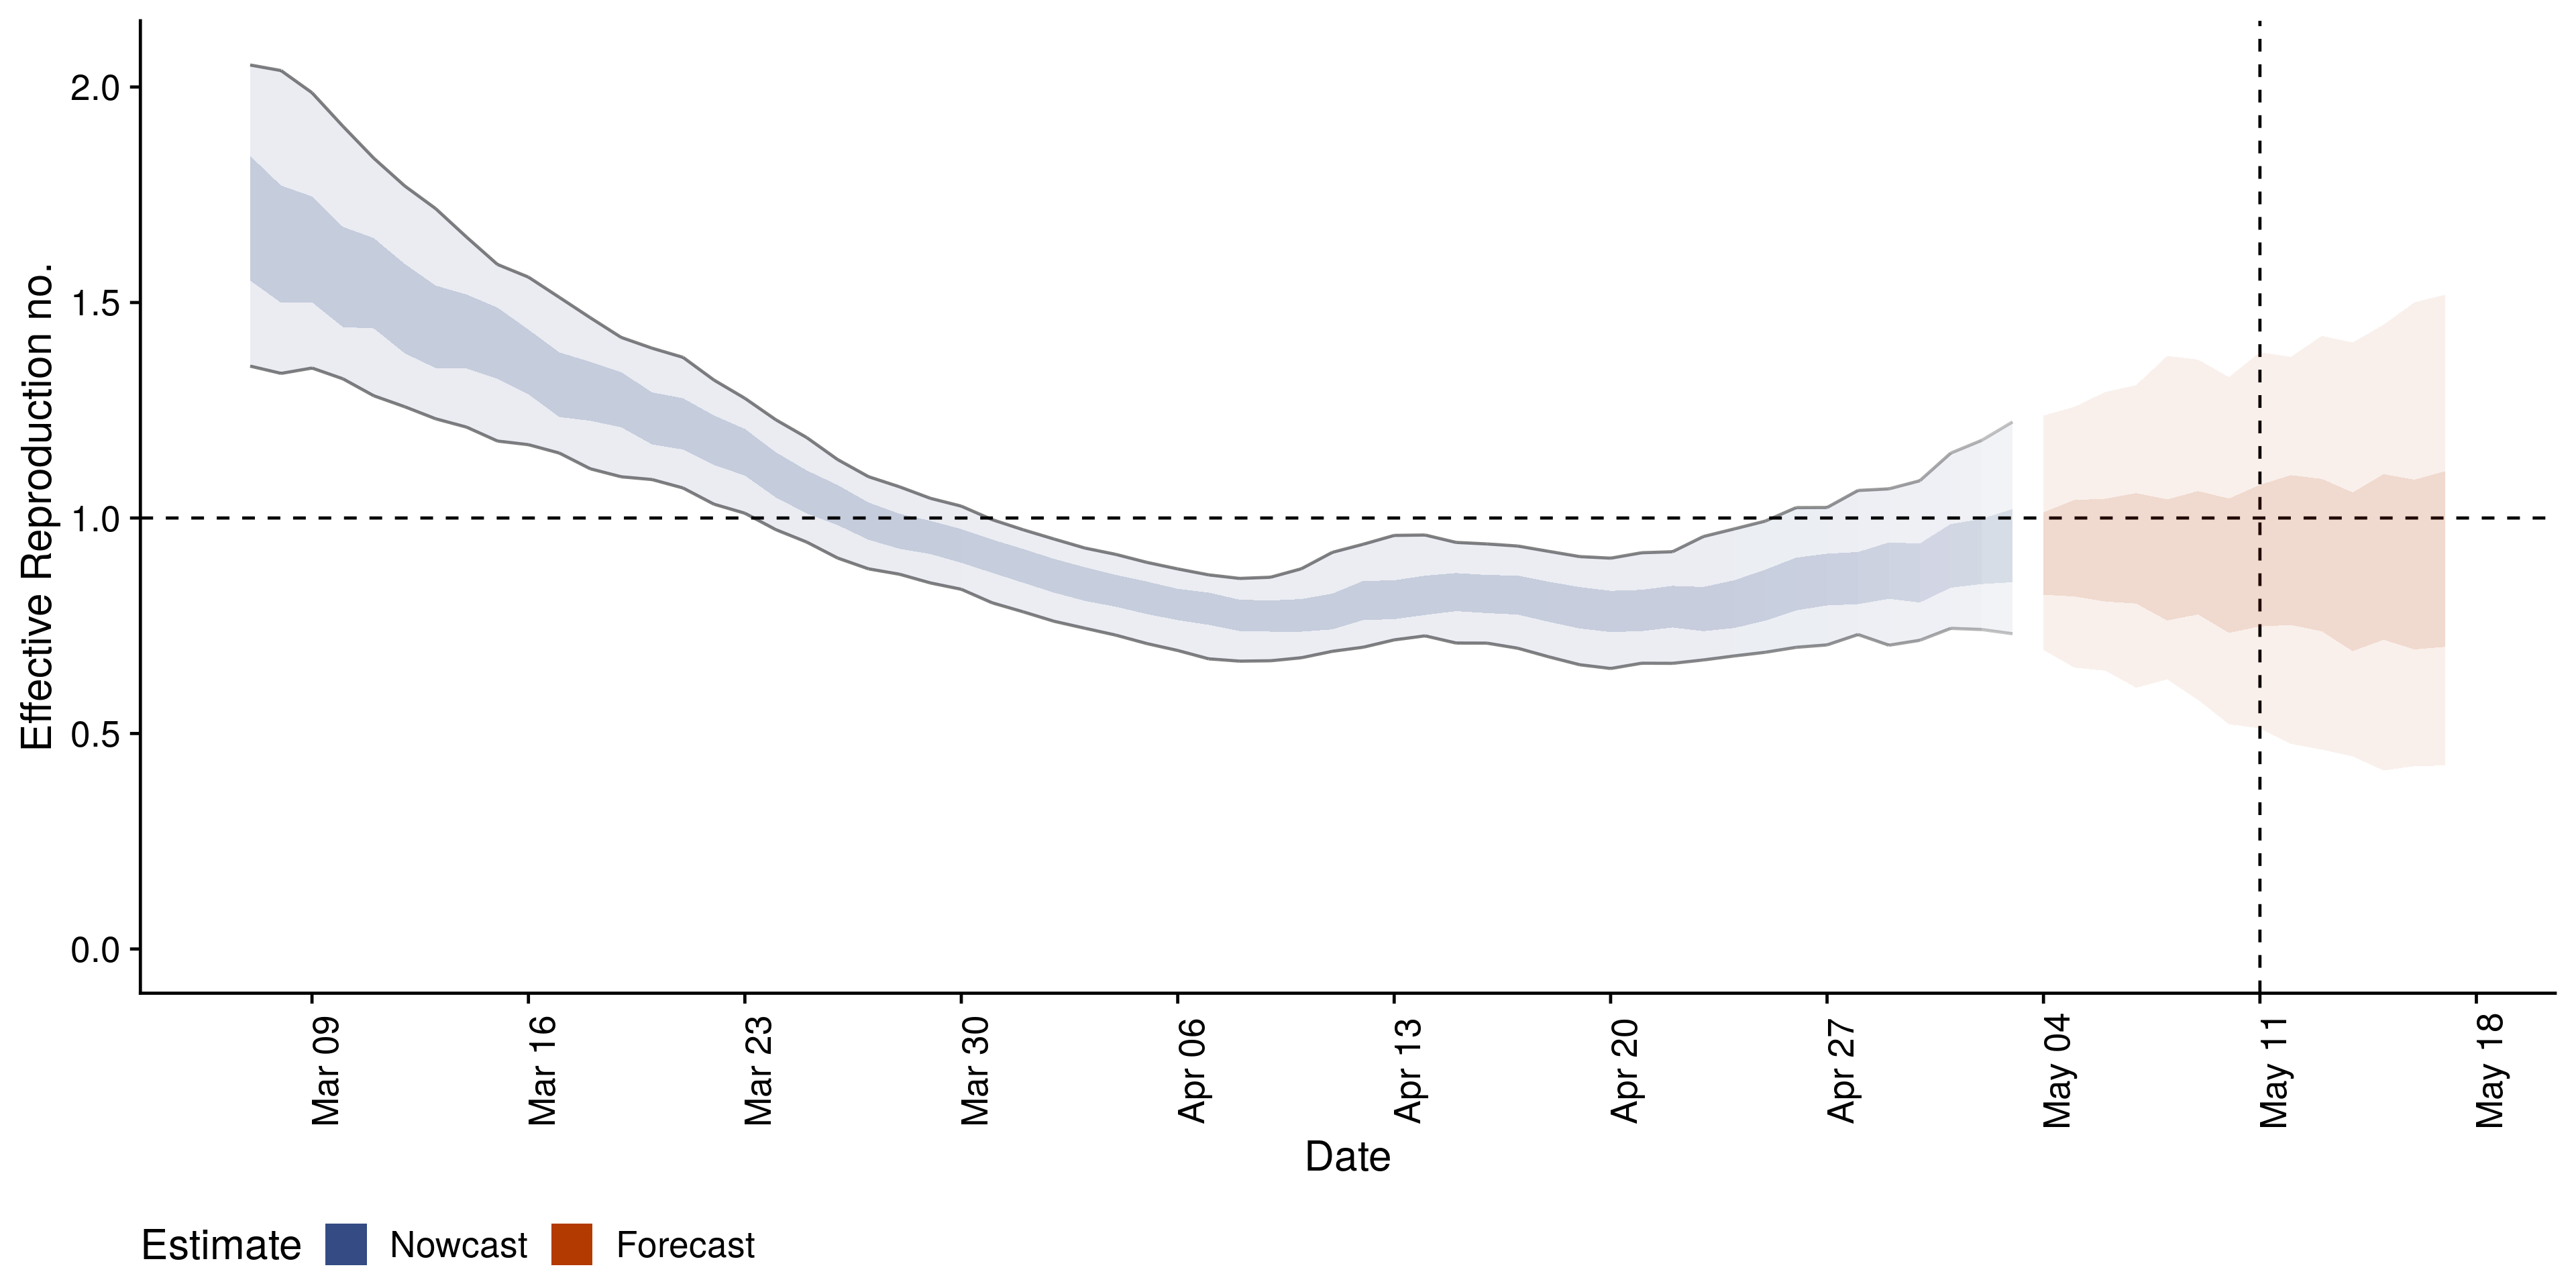 Effective Reproduction no.
2.0
1.5
1.0
0.5
0.0
Mar 09
Mar 16
Mar 23
Mar 30
Apr 06
Apr 13
Apr 20
Apr 27
May 04
May 11
May 18
Date
Estimate Nowcast Forecast